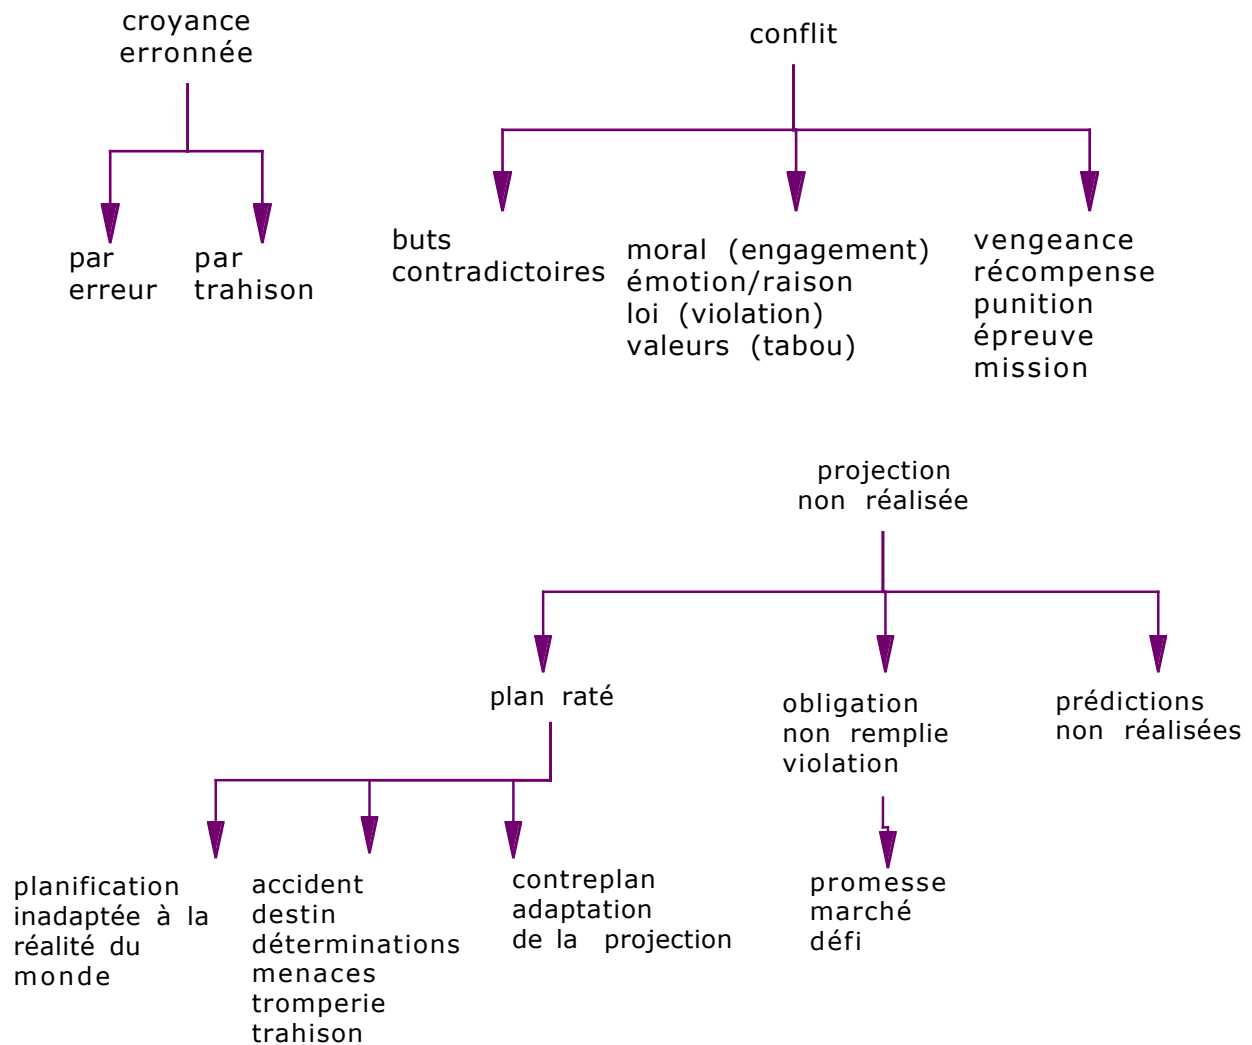 croyance
erronnée
conflit
par
erreur
par
trahison
buts
contradictoires
moral (engagement)
émotion/raison
loi (violation)
valeurs (tabou)
vengeance
récompense
punition
épreuve
mission
projection
non réalisée
plan raté
obligation
non remplie
violation
prédictions
non réalisées
planification
inadaptée à la
réalité du
monde
accident
destin
déterminations
menaces
tromperie
trahison
contreplan
adaptation
de la projection
promesse
marché
défi